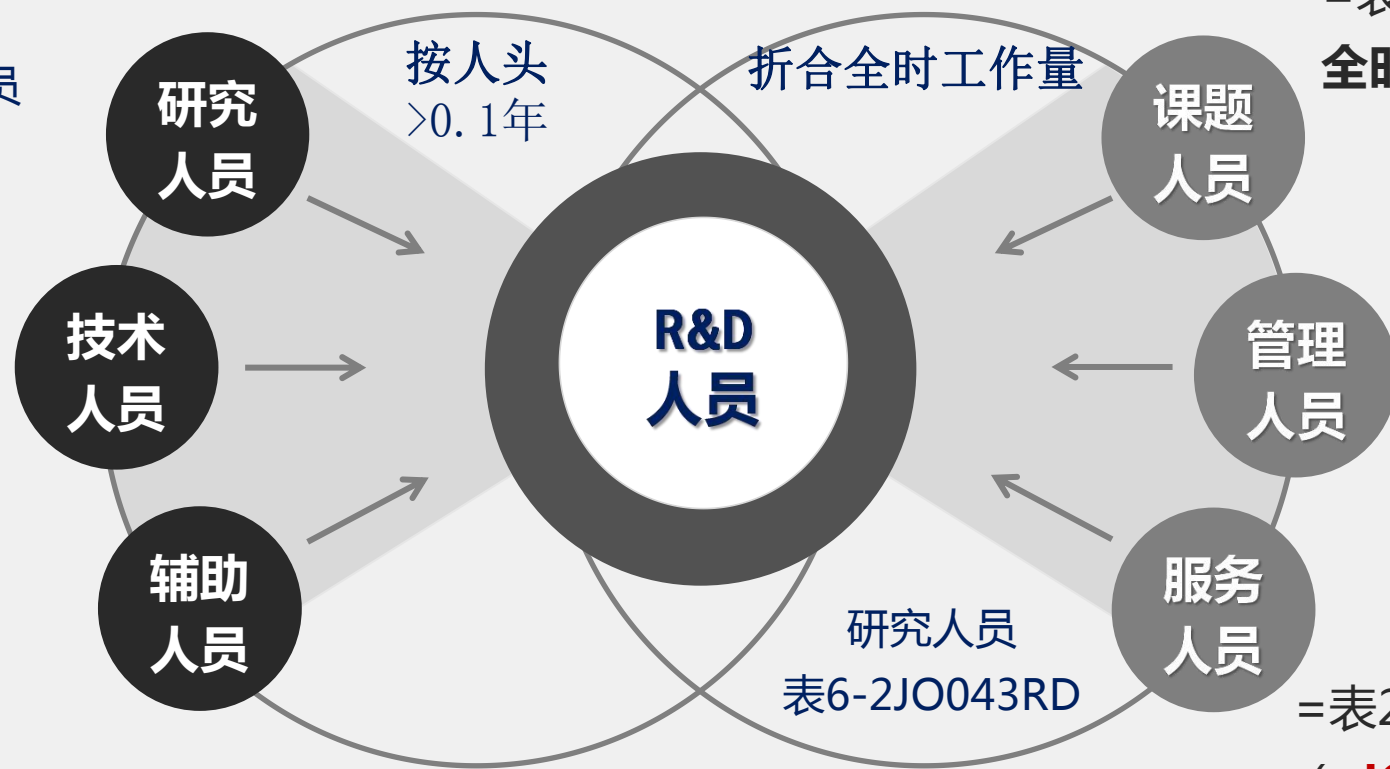 员
研究
人员
技术
人员
辅助
人员
按人头
>0.1年
R&D
人员
折合全时工作量
课题
人员
管理
人员
服务
人员
研究人员
表6-2JO043RD
=表
全时
=表2